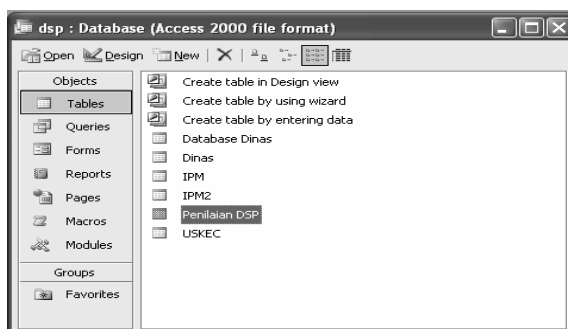 dsp : Database (Access 2000 file format)
Open Design New
Objects
Tables
Queries
Forms
Reports
Pages
Macros
Modules
Groups
Favorites
Create table in Design view
Create table by using wizard
Create table by entering data
Database Dinas
Dinas
IPM
IPM2
Penilaian DSP
USKEC